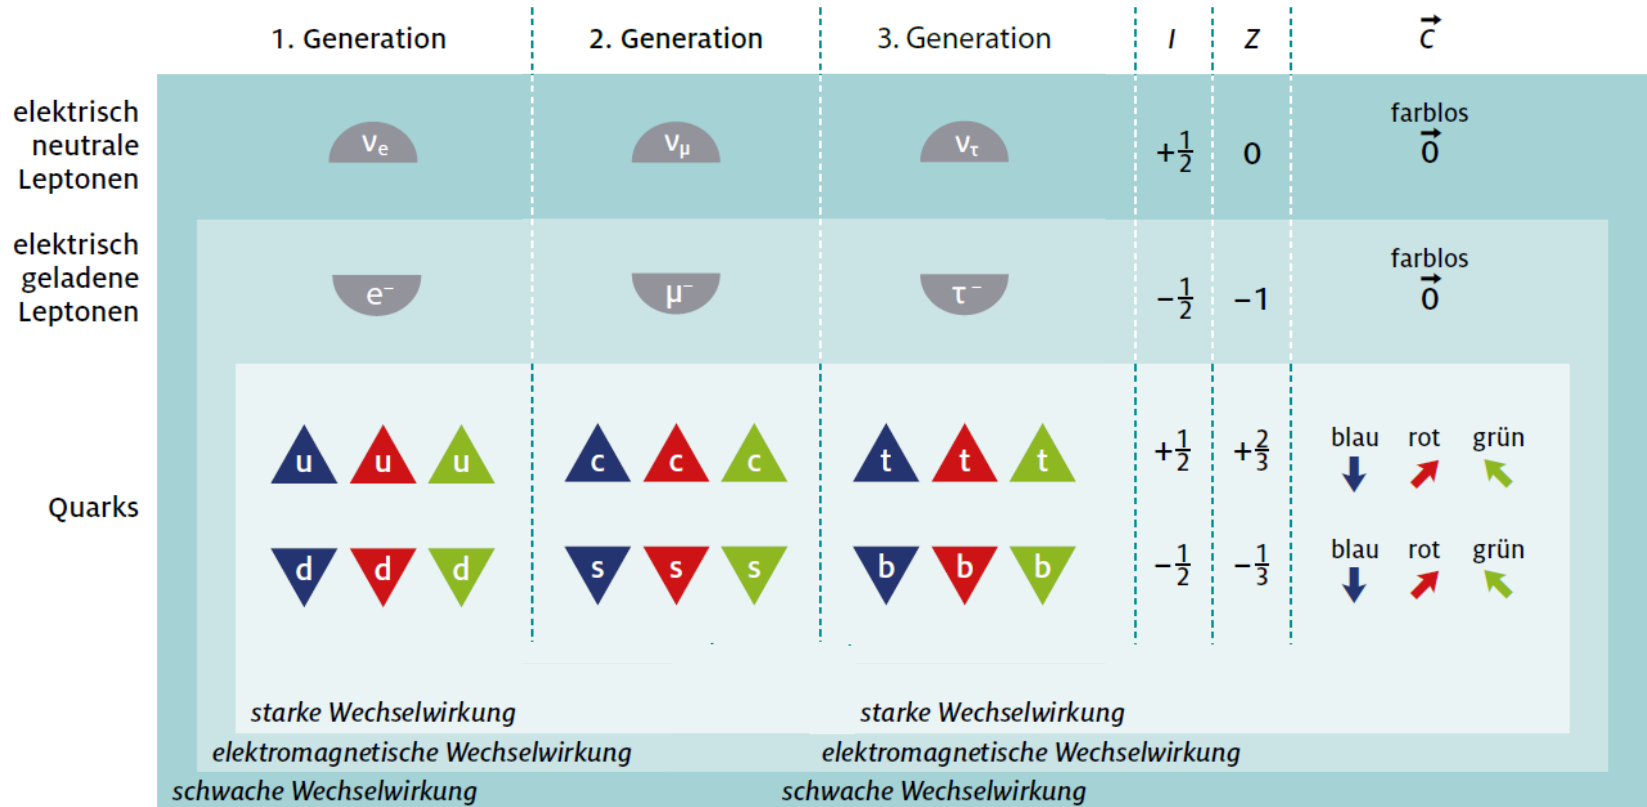 1. Generation 2. Generation 3. Generation I Z C⃗
elektrisch
neutrale
Leptonen
νe νμ ντ +1/2 0 farblos
0⃗
elektrisch
geladene
Leptonen
e⁻ μ⁻ τ⁻ −1/2 −1 farblos
0⃗
Quarks
u u u c c c t t t +1/2 +2/3 blau rot grün
d d d s s s b b b −1/2 −1/3 blau rot grün
starke Wechselwirkung starke Wechselwirkung
elektromagnetische Wechselwirkung elektromagnetische Wechselwirkung
schwache Wechselwirkung schwache Wechselwirkung